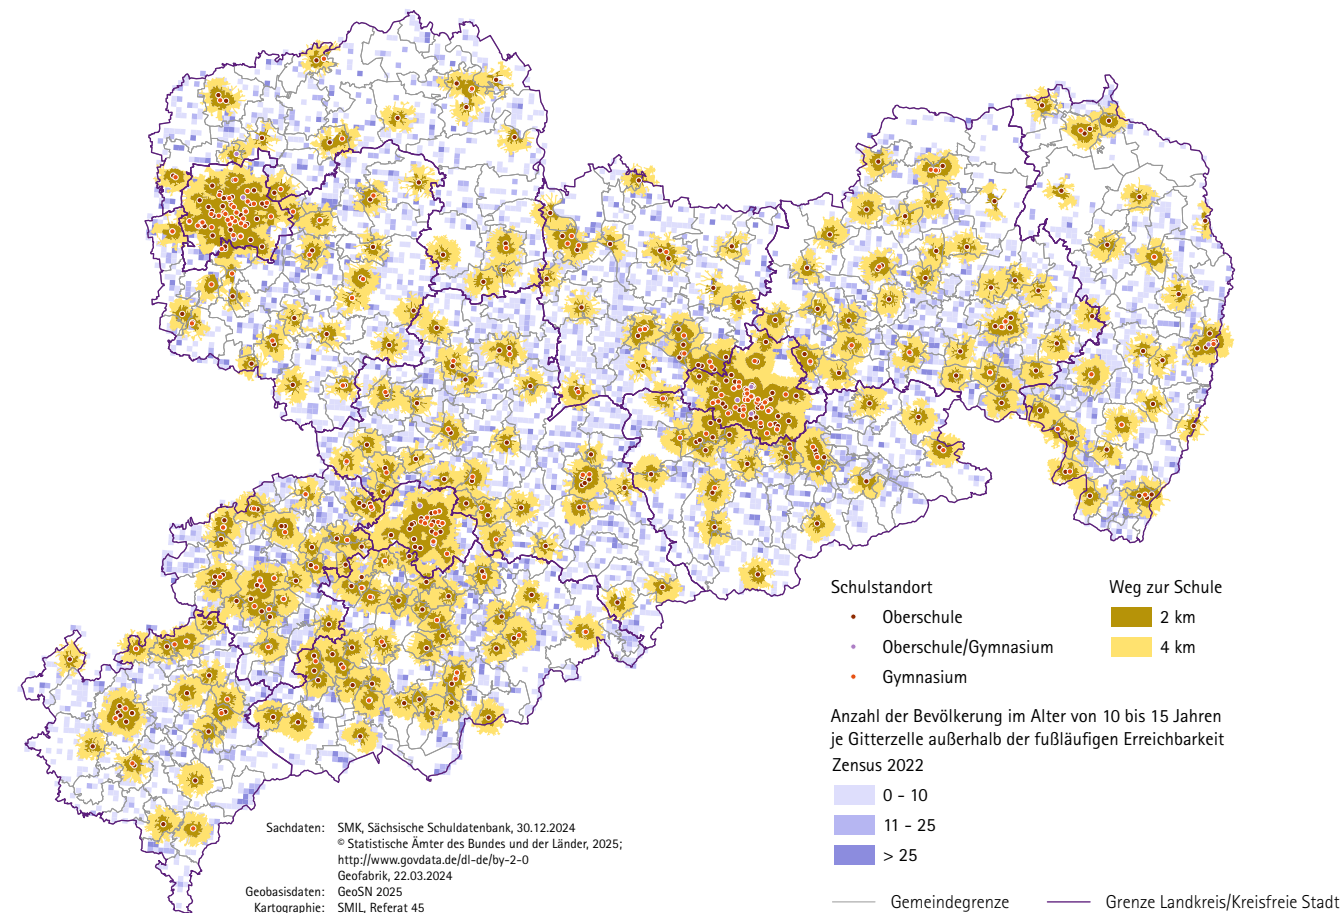 Schulstandort
Oberschule
Oberschule/Gymnasium
Gymnasium
Weg zur Schule
2 km
4 km
Anzahl der Bevölkerung im Alter von 10 bis 15 Jahren
je Gitterzelle außerhalb der fußläufigen Erreichbarkeit
Zensus 2022
0 - 10
11 - 25
> 25
Gemeindegrenze
Grenze Landkreis/Kreisfreie Stadt
Sachdaten: SMK, Sächsische Schuldatenbank, 30.12.2024
© Statistische Ämter des Bundes und der Länder, 2025;
http://www.govdata.de/dl-de/by-2-0
Geofabrik, 22.03.2024
Geobasisdaten: GeoSN 2025
Kartographie: SMIL, Referat 45